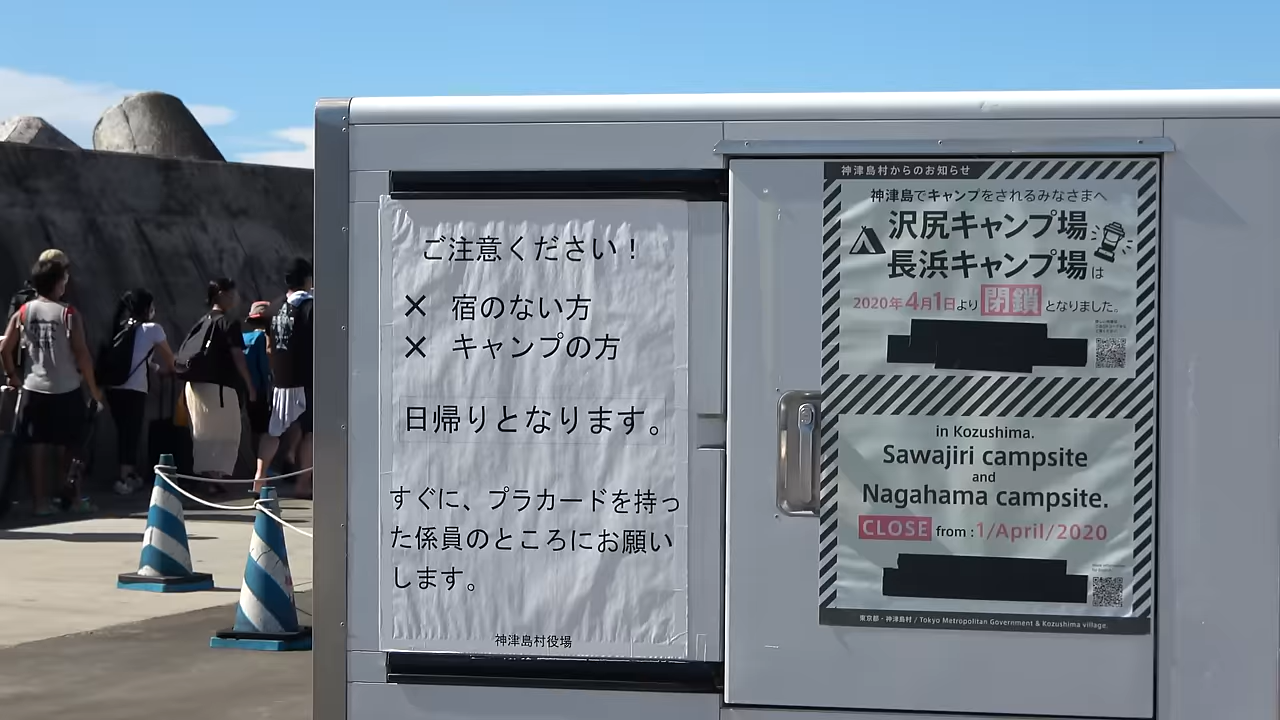 ご注意ください！
× 宿のない方
× キャンプの方
日帰りとなります。
すぐに、プラカードを持っ
た係員のところにお願い
します。
神津島村役場
神津島村からのお知らせ
神津島でキャンプをされるみなさまへ
沢尻キャンプ場
長浜キャンプ場は
2020年4月1日より閉鎖となりました。
in Kozushima.
Sawajiri campsite
and
Nagahama campsite.
CLOSE from : 1/April/2020
東京都・神津島村 / Tokyo Metropolitan Government & Kozushima village.